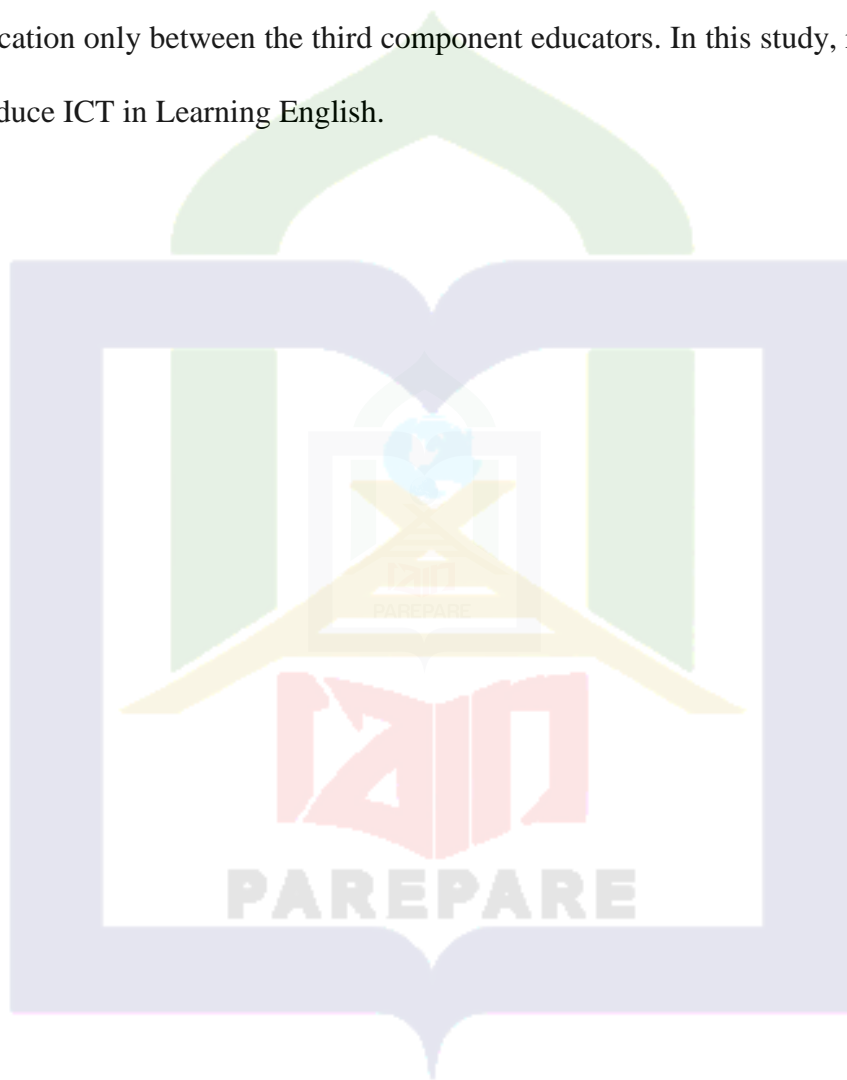 cation only between the third component educators. In this study,
duce ICT in Learning English.
IAIN
PAREPARE
IAIN
PAREPARE